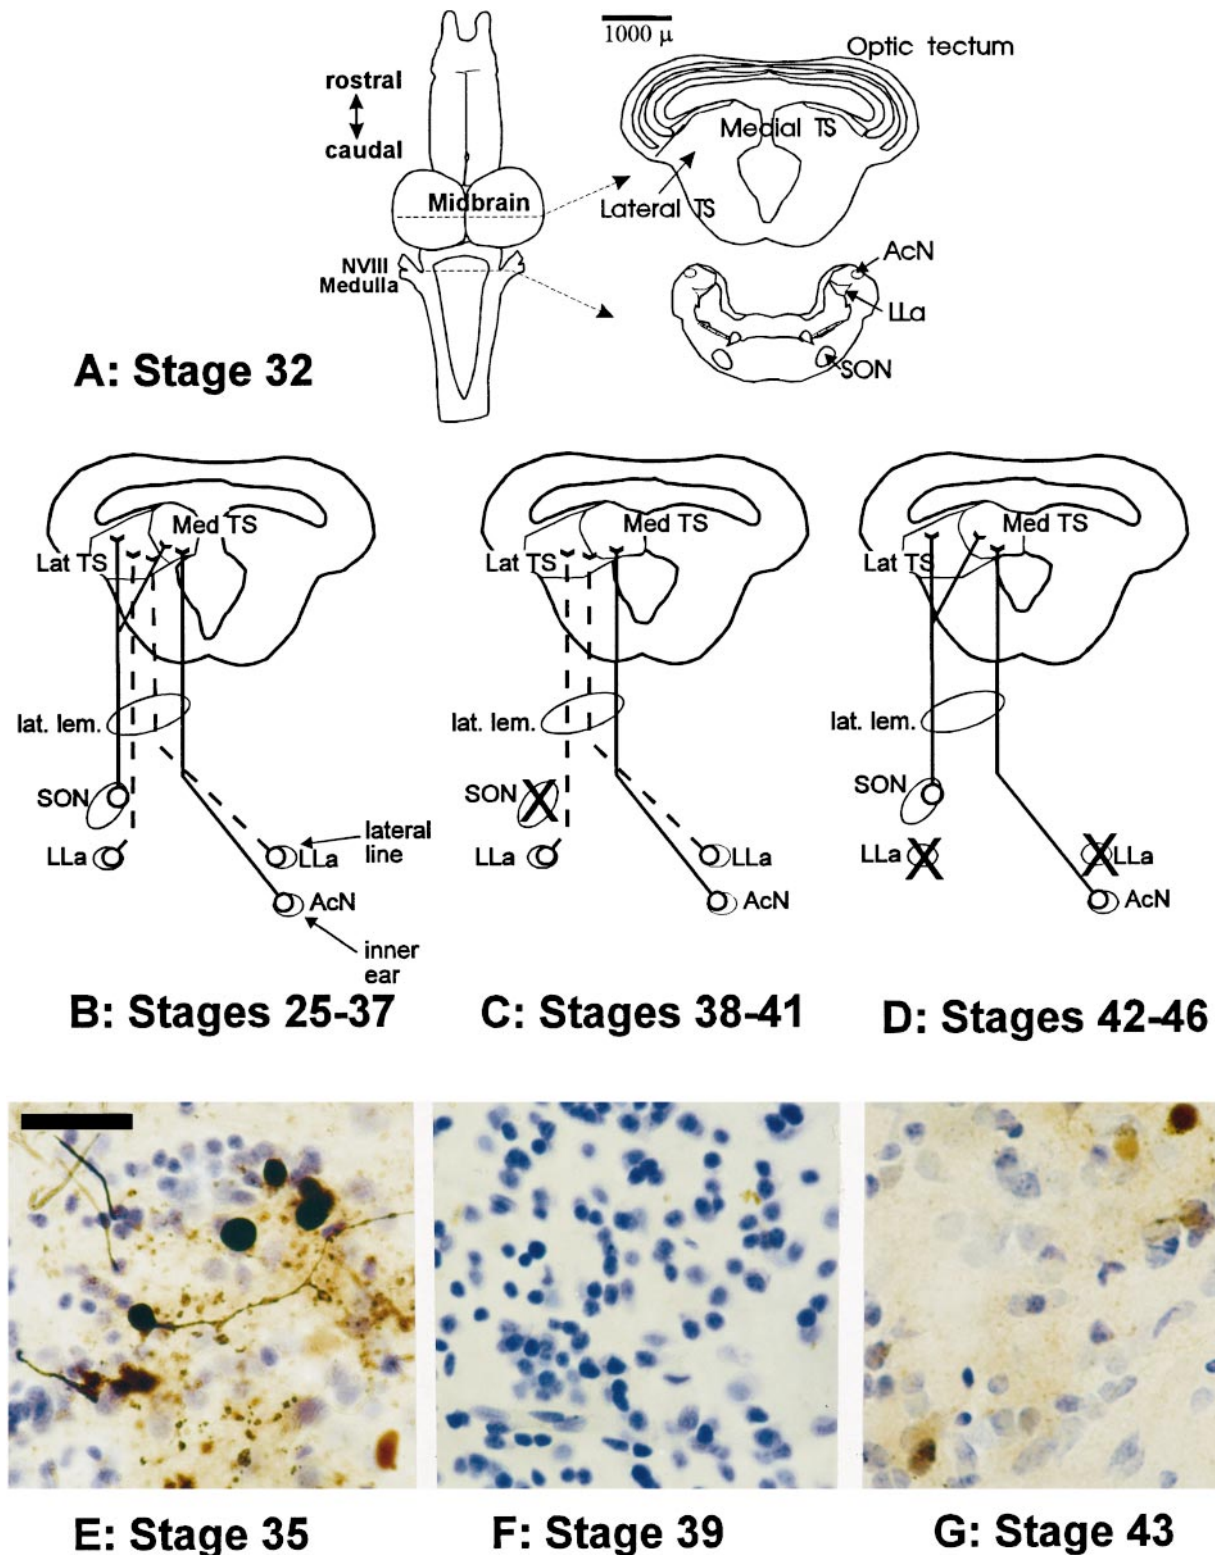 1000 μ
Optic tectum
rostral
caudal
Medial TS
Midbrain
Lateral TS
NVIII
Medulla
AcN
LLa
SON
A: Stage 32
Med TS
Lat TS
lat. lem.
SON
LLa
lateral
line
LLa
AcN
inner
ear
B: Stages 25-37
Med TS
Lat TS
lat. lem.
SON
LLa
LLa
AcN
C: Stages 38-41
Med TS
Lat TS
lat. lem.
SON
LLa
LLa
AcN
D: Stages 42-46
E: Stage 35
F: Stage 39
G: Stage 43